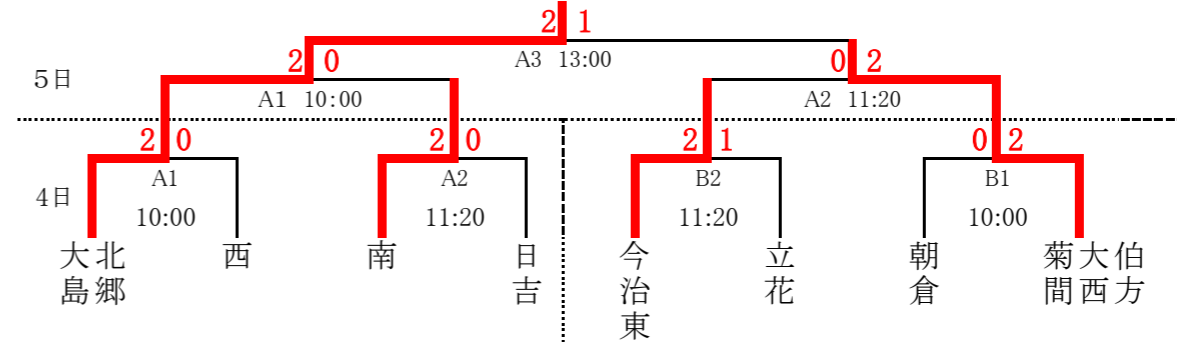 2 1
A3 13:00
2 0
0 2
5日
A1 10:00
A2 11:20
2 0
2 0
2 1
0 2
4日
A1
10:00
A2
11:20
B2
11:20
B1
10:00
北郷
大島
西
南
日吉
今治東
立花
朝倉
伯方
大西
菊間